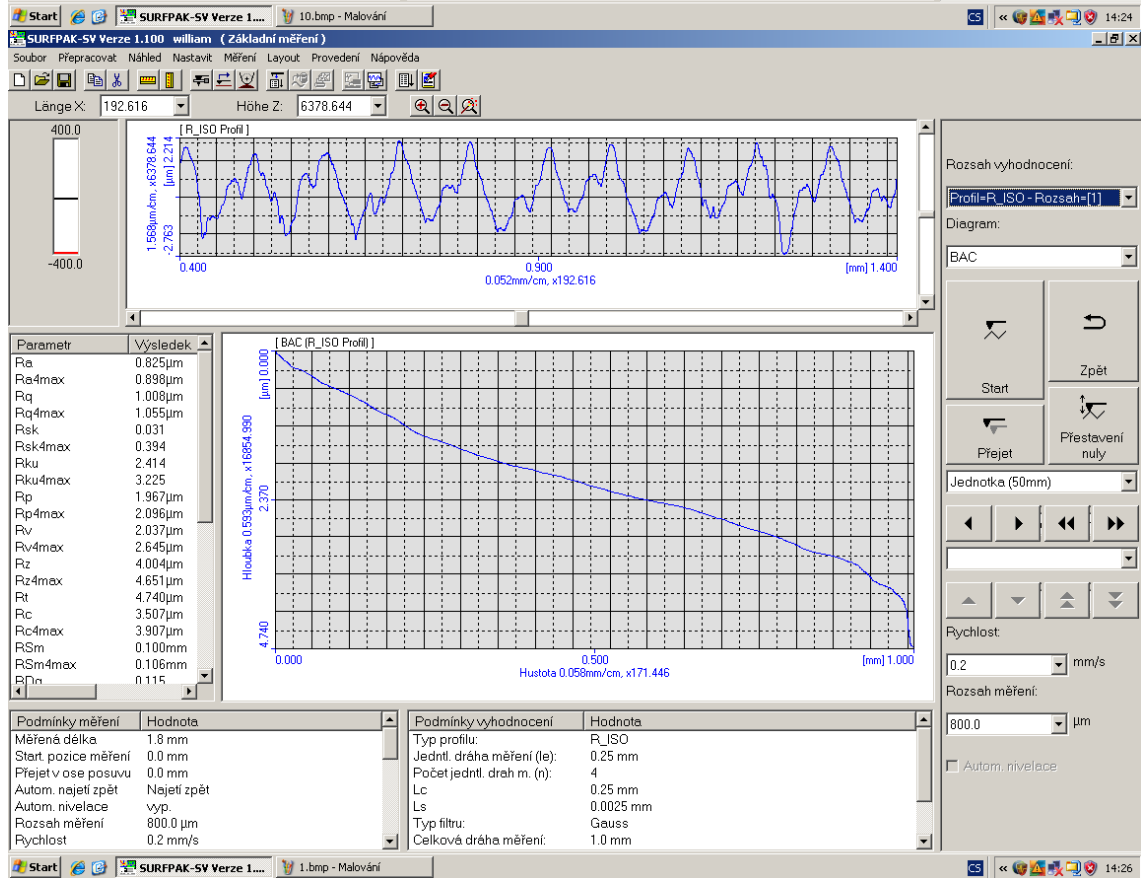 Start SURFPAK-SV Verze 1.... 10.bmp - Malování CS « 14:24
SURFPAK-SV Verze 1.100 william ( Základní měření )
Soubor Přepracovat Náhled Nastavit Měření Layout Provedení Nápověda
Länge X: 192.616 Höhe Z: 6378.644
400.0
-400.0
[ R_ISO Profil ]
1.568µm/cm, x6378.644
-2.763 [µm] 2.214
0.400 0.900 [mm] 1.400
0.052mm/cm, x192.616
Parametr Výsledek
Ra 0.825µm
Ra4max 0.898µm
Rq 1.008µm
Rq4max 1.055µm
Rsk 0.031
Rsk4max 0.394
Rku 2.414
Rku4max 3.225
Rp 1.967µm
Rp4max 2.096µm
Rv 2.037µm
Rv4max 2.645µm
Rz 4.004µm
Rz4max 4.651µm
Rt 4.740µm
Rc 3.507µm
Rc4max 3.907µm
RSm 0.100mm
RSm4max 0.106mm
RDq 0.115
[ BAC (R_ISO Profil) ]
Hloubka 0.593µm/cm, x16854.990
4.740 2.370 [µm] 0.000
0.000 0.500 [mm] 1.000
Hustota 0.058mm/cm, x171.446
Rozsah vyhodnocení:
Profil=R_ISO - Rozsah=[1]
Diagram:
BAC
Start
Zpět
Přejet
Přestavení
nuly
Jednotka (50mm)
Rychlost:
0.2 mm/s
Rozsah měření:
800.0 µm
Autom. nivelace
Podmínky měření Hodnota
Měřená délka 1.8 mm
Start. pozice měření 0.0 mm
Přejet v ose posuvu 0.0 mm
Autom. najetí zpět Najetí zpět
Autom. nivelace vyp.
Rozsah měření 800.0 µm
Rychlost 0.2 mm/s
Podmínky vyhodnocení Hodnota
Typ profilu: R_ISO
Jedntl. dráha měření (le): 0.25 mm
Počet jedntl. drah m. (n): 4
Lc 0.25 mm
Ls 0.0025 mm
Typ filtru: Gauss
Celková dráha měření: 1.0 mm
Start SURFPAK-SV Verze 1.... 1.bmp - Malování CS « 14:26